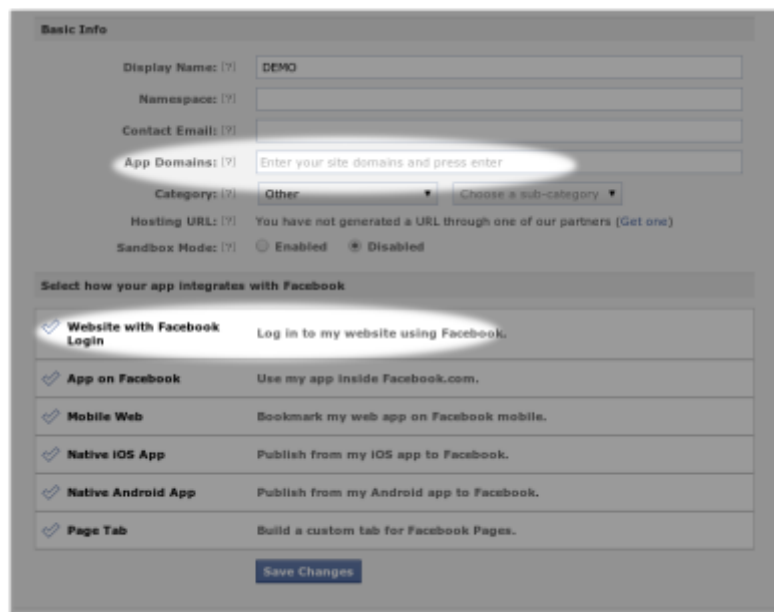 Basic Info
Display Name: [?] DEMO
Namespace: [?]
Contact Email: [?]
App Domains: [?] Enter your site domains and press enter
Category: [?] Other Choose a sub-category
Hosting URL: [?] You have not generated a URL through one of our partners (Get one)
Sandbox Mode: [?] Enabled Disabled
Select how your app integrates with Facebook
Website with Facebook
Login
Log in to my website using Facebook.
App on Facebook Use my app inside Facebook.com.
Mobile Web Bookmark my web app on Facebook mobile.
Native iOS App Publish from my iOS app to Facebook.
Native Android App Publish from my Android app to Facebook.
Page Tab Build a custom tab for Facebook Pages.
Save Changes